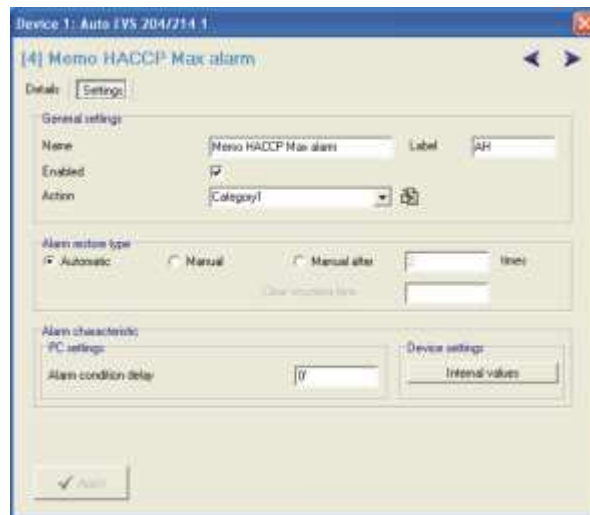 Device 1: Auto EVS 204/214 1
[4] Memo HACCP Max alarm
Details Settings
General settings
Name Memo HACCP Max alarm Label AH
Enabled
Action Category1
Alarm restore type
Automatic Manual Manual after times
Alarm characteristic
PC settings Device settings
Alarm condition delay 0' Internal values
Apply